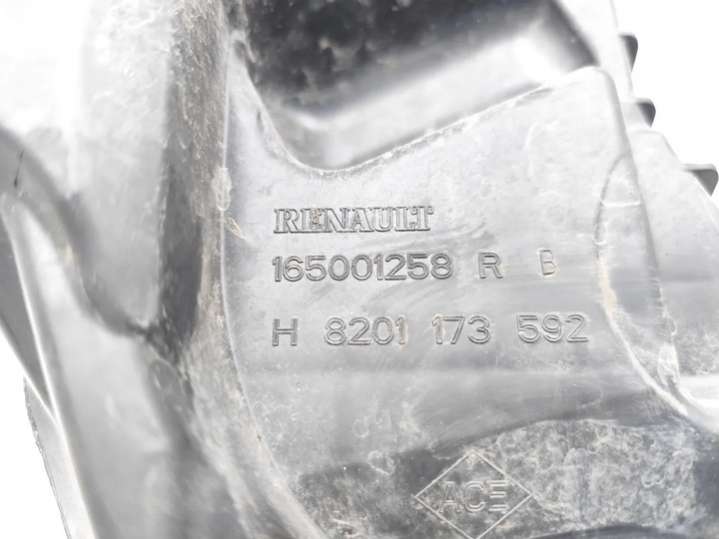 RENAULT
165001258 R B
H 8201 173 592
ACE